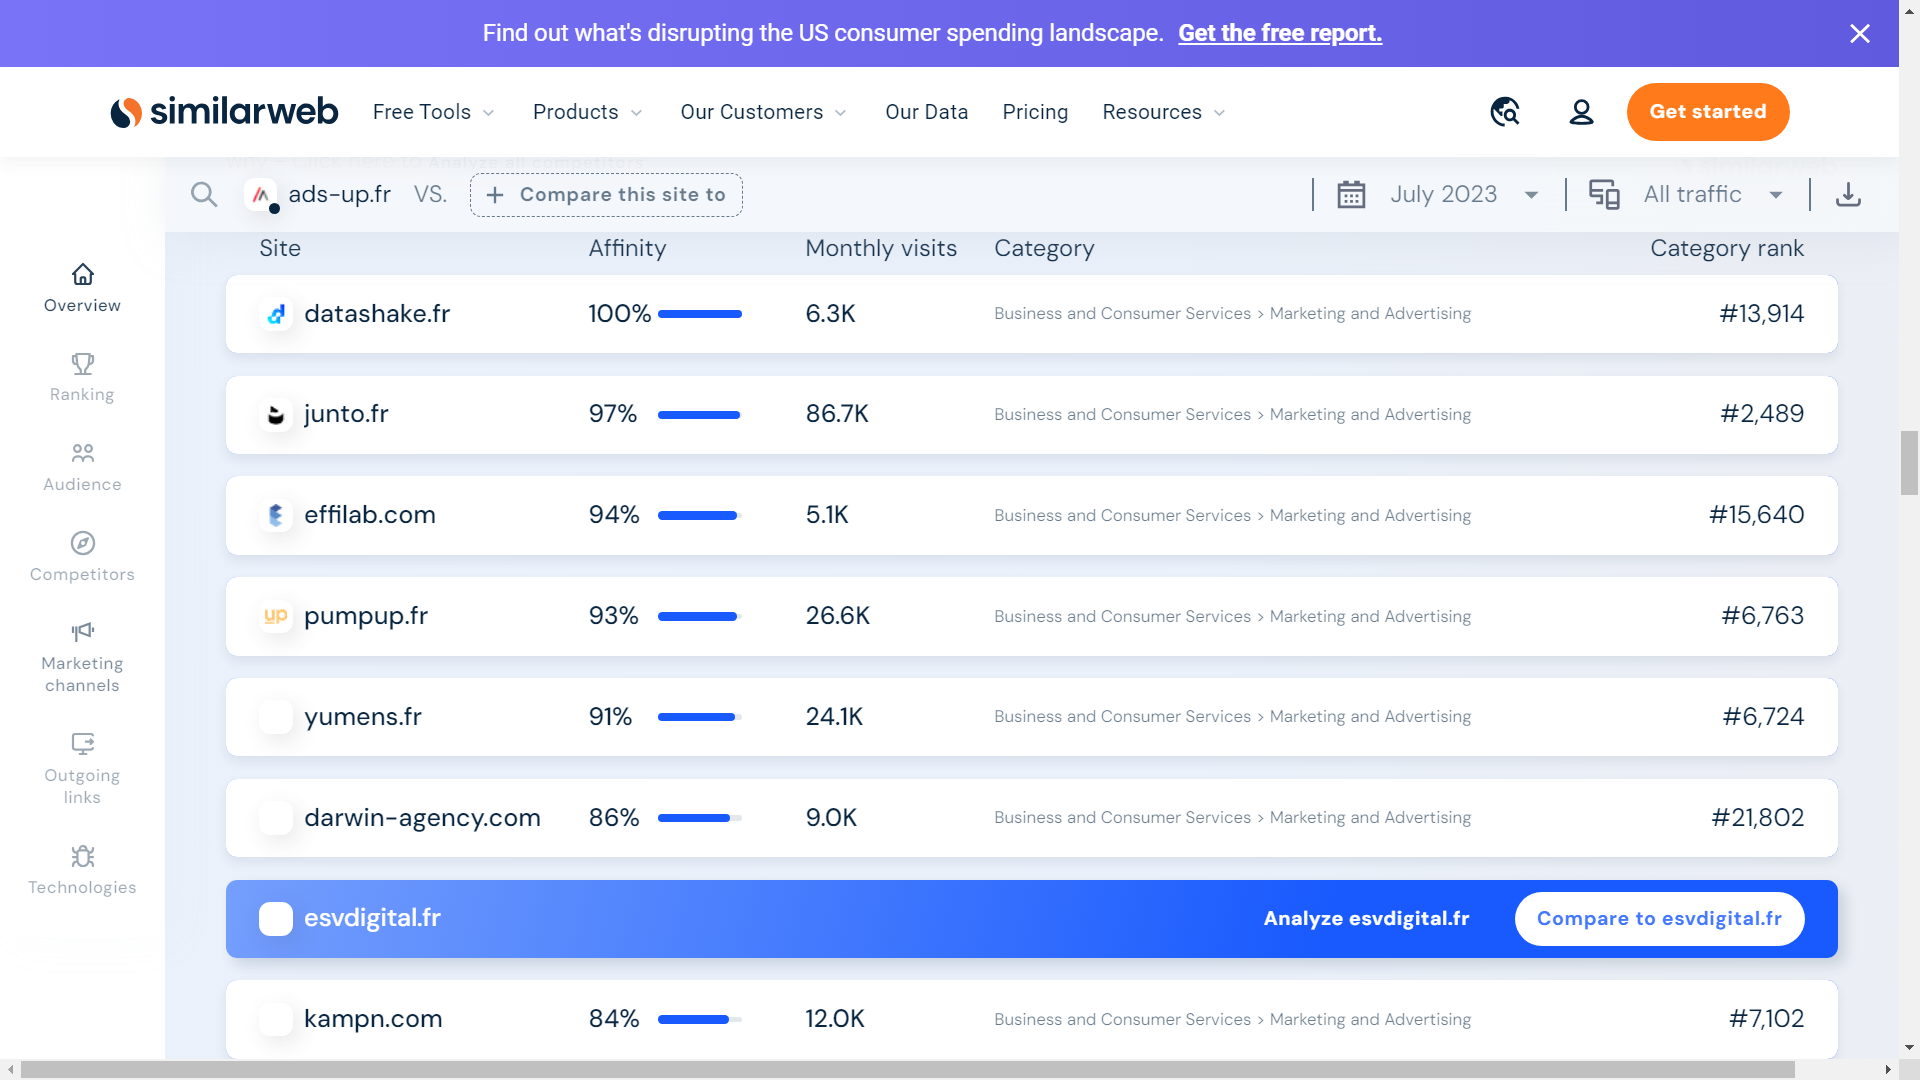 Find out what's disrupting the US consumer spending landscape. Get the free report.
similarweb Free Tools Products Our Customers Our Data Pricing Resources Get started
ads-up.fr VS. + Compare this site to July 2023 All traffic
Site Affinity Monthly visits Category Category rank
datashake.fr 100% 6.3K Business and Consumer Services > Marketing and Advertising #13,914
junto.fr 97% 86.7K Business and Consumer Services > Marketing and Advertising #2,489
effilab.com 94% 5.1K Business and Consumer Services > Marketing and Advertising #15,640
up pumpup.fr 93% 26.6K Business and Consumer Services > Marketing and Advertising #6,763
yumens.fr 91% 24.1K Business and Consumer Services > Marketing and Advertising #6,724
darwin-agency.com 86% 9.0K Business and Consumer Services > Marketing and Advertising #21,802
esvdigital.fr Analyze esvdigital.fr Compare to esvdigital.fr
kampn.com 84% 12.0K Business and Consumer Services > Marketing and Advertising #7,102
Overview
Ranking
Audience
Competitors
Marketing
channels
Outgoing
links
Technologies